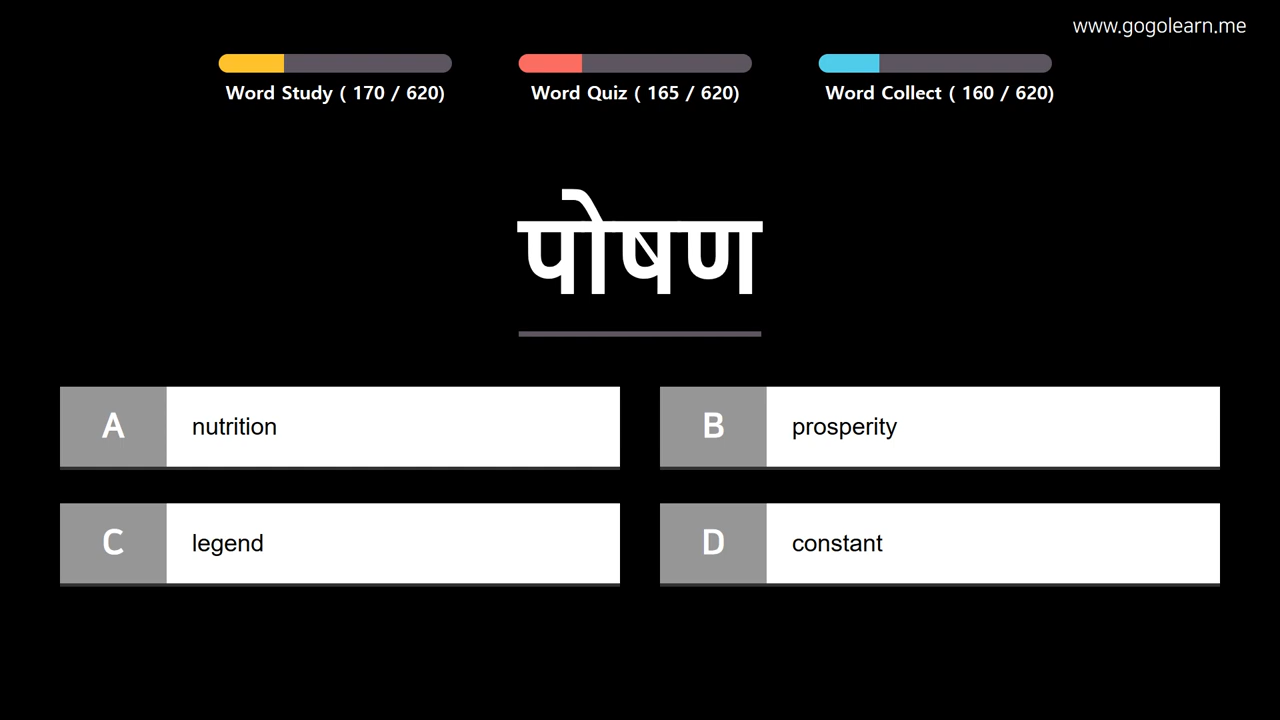 www.gogolearn.me
Word Study ( 170 / 620)
Word Quiz ( 165 / 620)
Word Collect ( 160 / 620)
पोषण
A nutrition
B prosperity
C legend
D constant